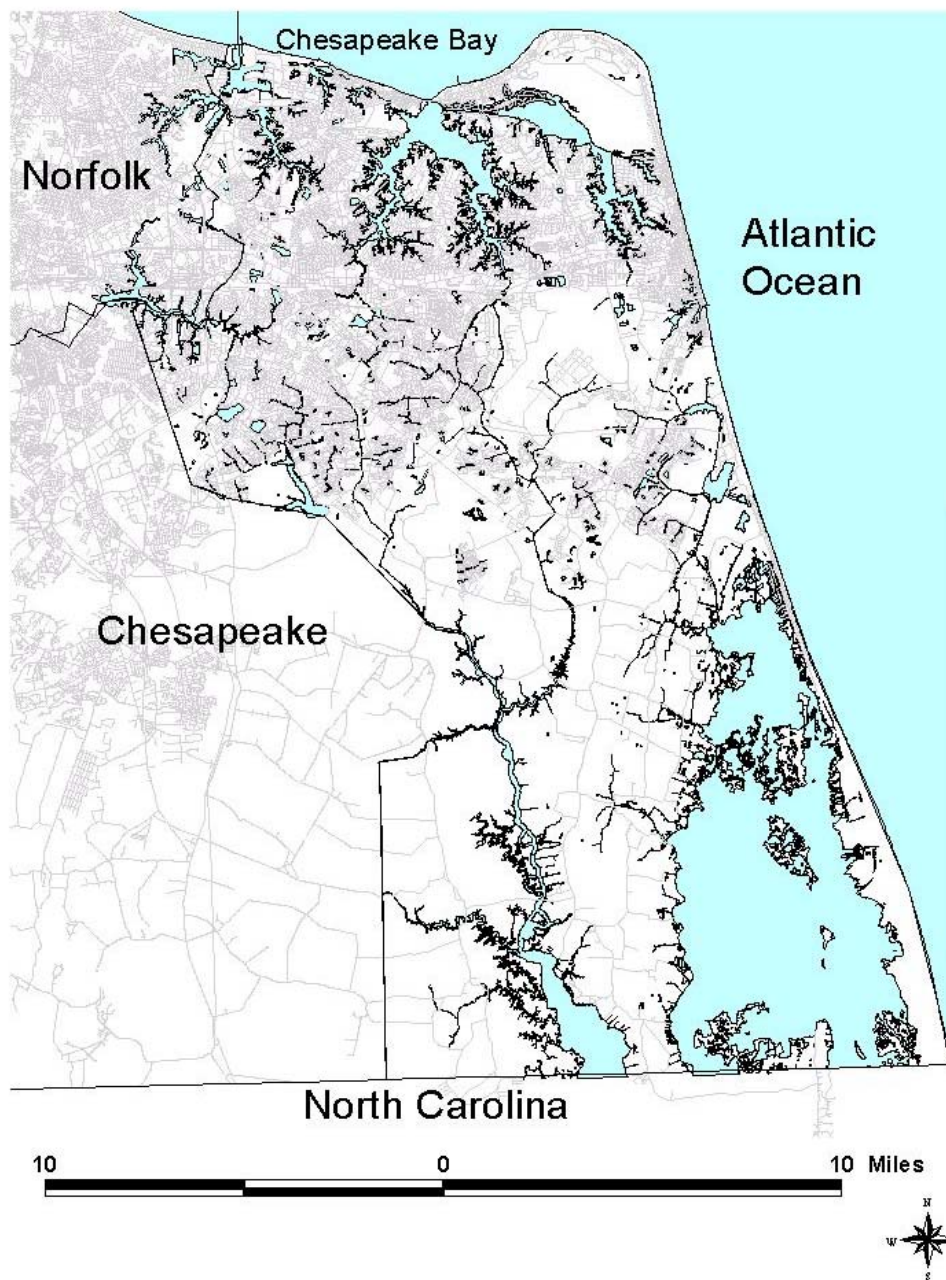 Chesapeake Bay
Norfolk
Atlantic
Ocean
Chesapeake
North Carolina
10 0 10 Miles
N
W
S